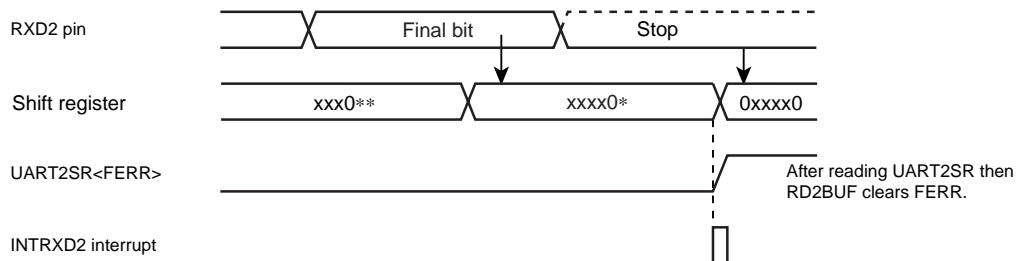 RXD2 pin
Final bit
Stop
Shift register
xxx0**
xxxx0*
0xxxx0
UART2SR<FERR>
After reading UART2SR then
RD2BUF clears FERR.
INTRXD2 interrupt